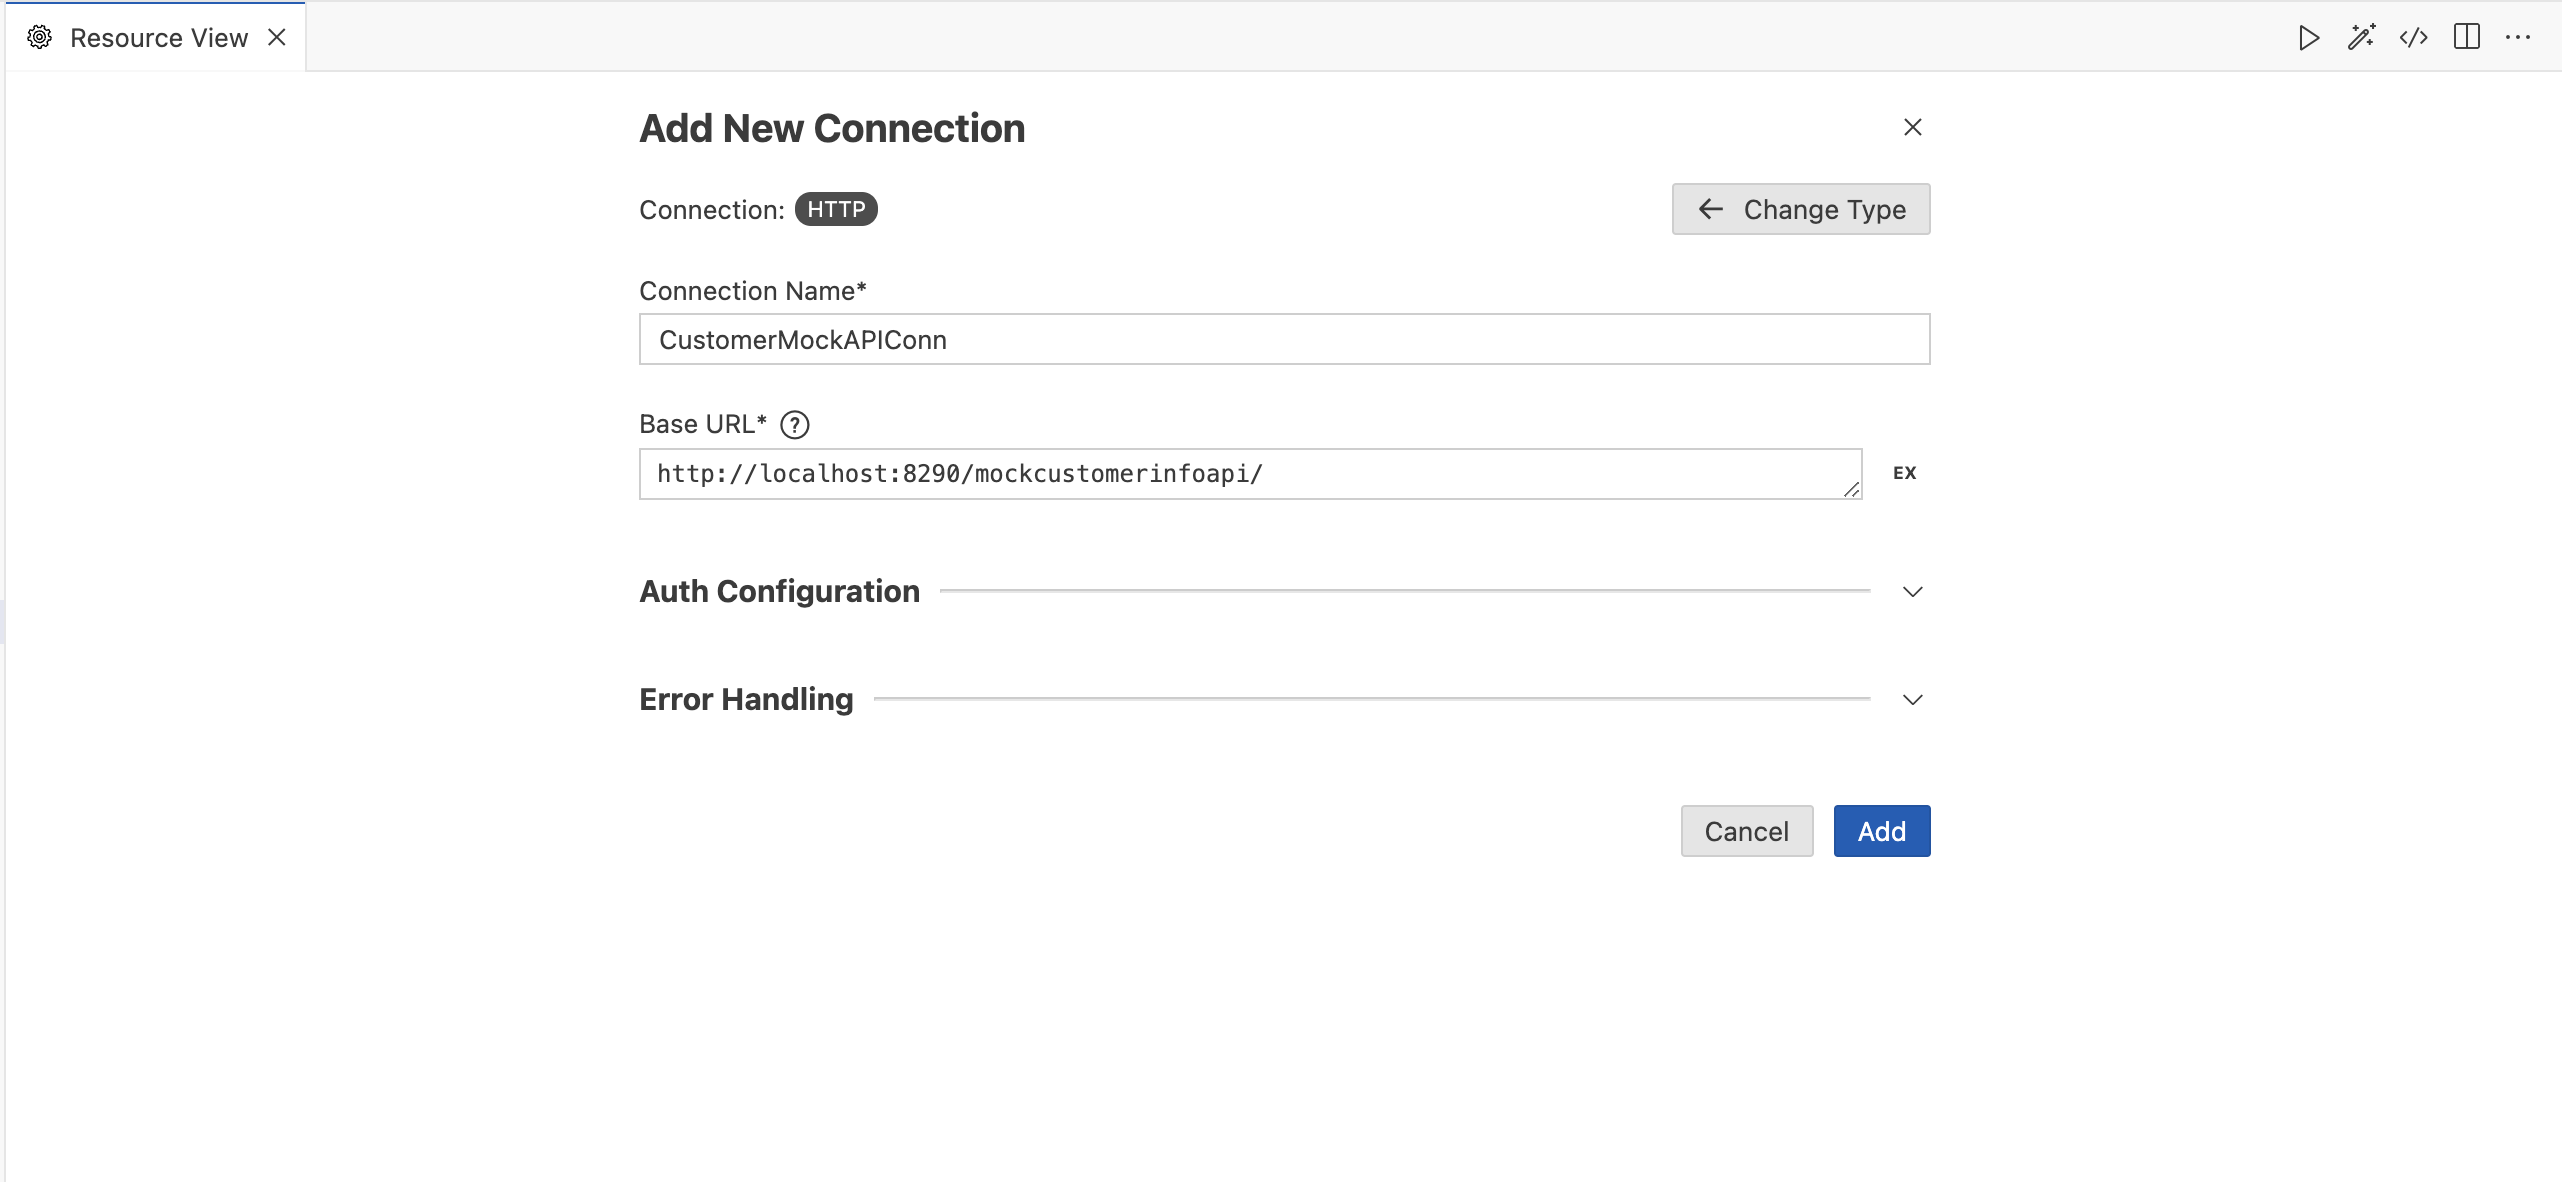 Resource View
Add New Connection
Connection: HTTP
Change Type
Connection Name*
CustomerMockAPIConn
Base URL* ?
http://localhost:8290/mockcustomerinfoapi/
EX
Auth Configuration
Error Handling
Cancel Add